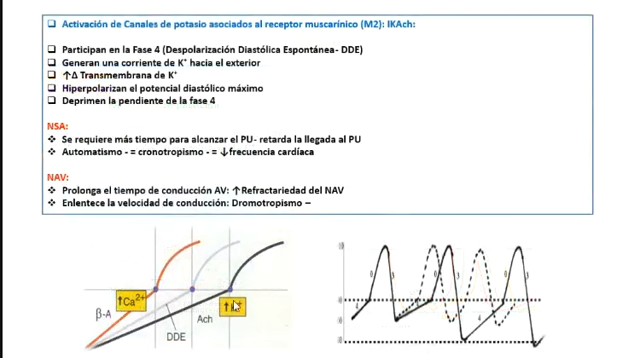 ❑ Activación de Canales de potasio asociados al receptor muscarínico (M2): IKAch:
❑ Participan en la Fase 4 (Despolarización Diastólica Espontánea- DDE)
❑ Generan una corriente de K⁺ hacia el exterior
❑ ↑Δ Transmembrana de K⁺
❑ Hiperpolarizan el potencial diastólico máximo
❑ Deprimen la pendiente de la fase 4
NSA:
❖ Se requiere más tiempo para alcanzar el PU- retarda la llegada al PU
❖ Automatismo - = cronotropismo - = ↓frecuencia cardíaca
NAV:
❖ Prolonga el tiempo de conducción AV: ↑Refractariedad del NAV
❖ Enlentece la velocidad de conducción: Dromotropismo –
↑Ca²⁺
β-A
Ach
DDE
0 3 0 3 0 3
4 4